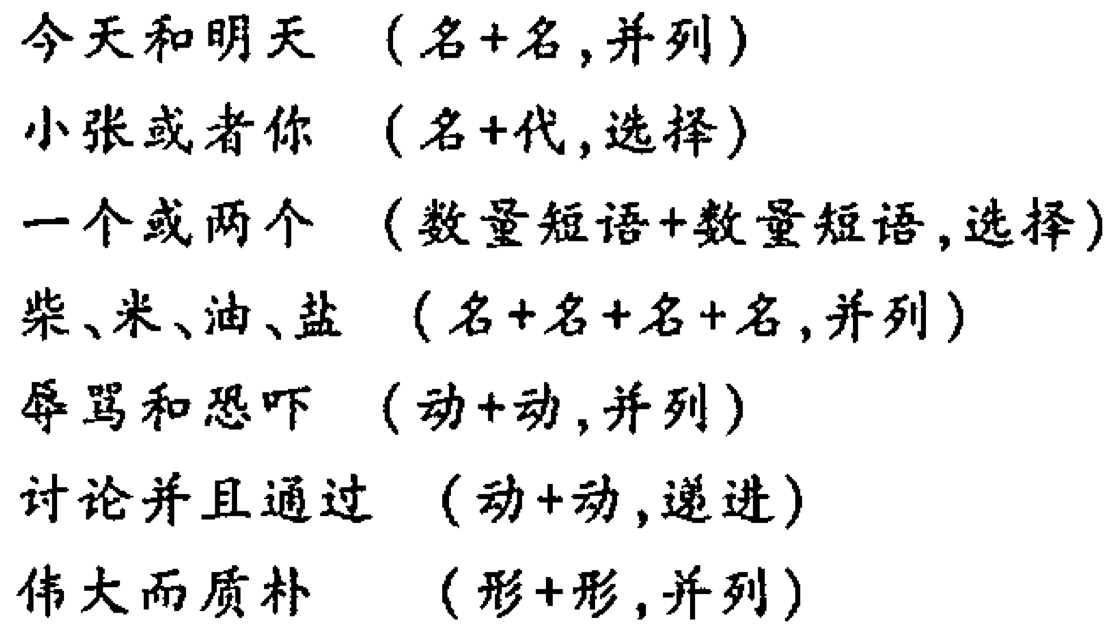 今天和明天 (名+名,并列)
小张或者你 (名+代,选择)
一个或两个 (数量短语+数量短语,选择)
柴、米、油、盐 (名+名+名+名,并列)
辱骂和恐吓 (动+动,并列)
讨论并且通过 (动+动,递进)
伟大而质朴 (形+形,并列)